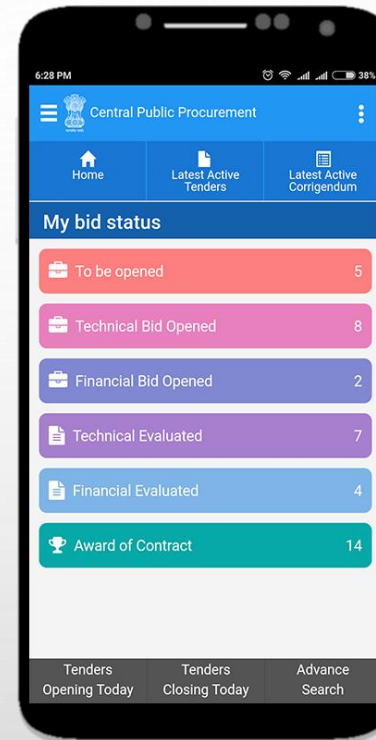 6:28 PM 38%
Central Public Procurement
Home
Latest Active
Tenders
Latest Active
Corrigendum
My bid status
To be opened 5
Technical Bid Opened 8
Financial Bid Opened 2
Technical Evaluated 7
Financial Evaluated 4
Award of Contract 14
Tenders
Opening Today
Tenders
Closing Today
Advance
Search